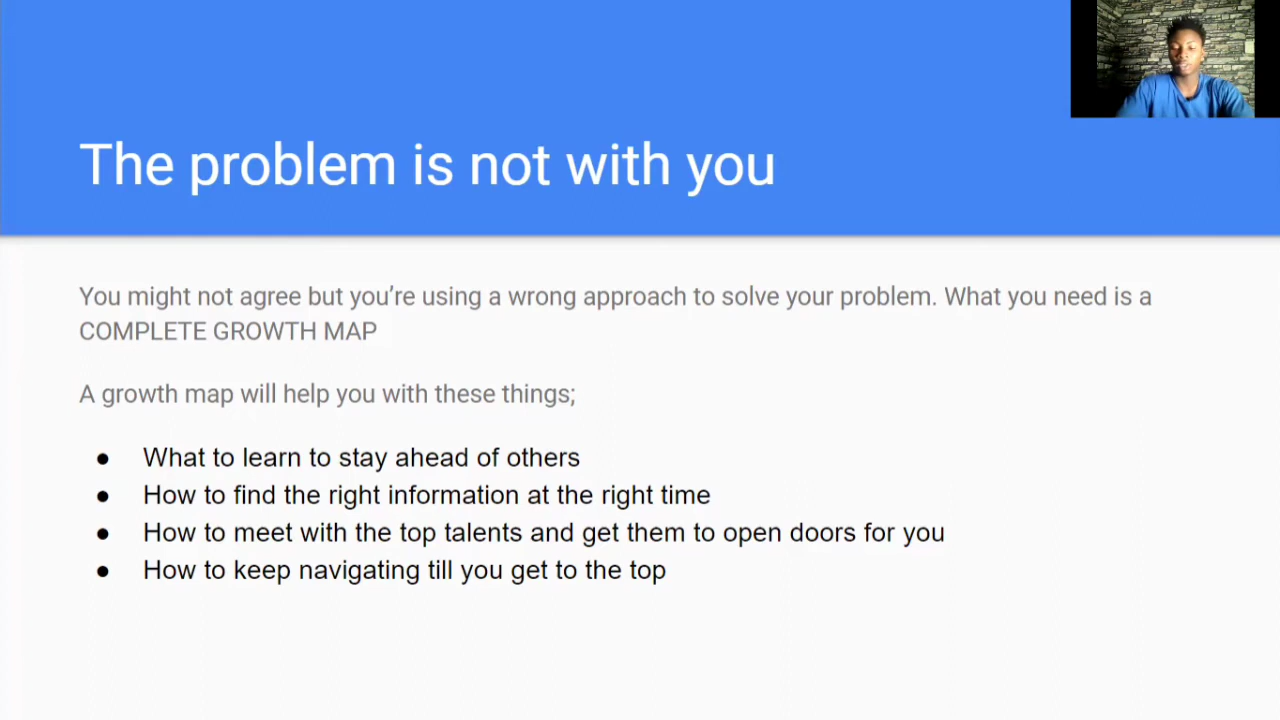 The problem is not with you
You might not agree but you’re using a wrong approach to solve your problem. What you need is a
COMPLETE GROWTH MAP
A growth map will help you with these things;
● What to learn to stay ahead of others
● How to find the right information at the right time
● How to meet with the top talents and get them to open doors for you
● How to keep navigating till you get to the top